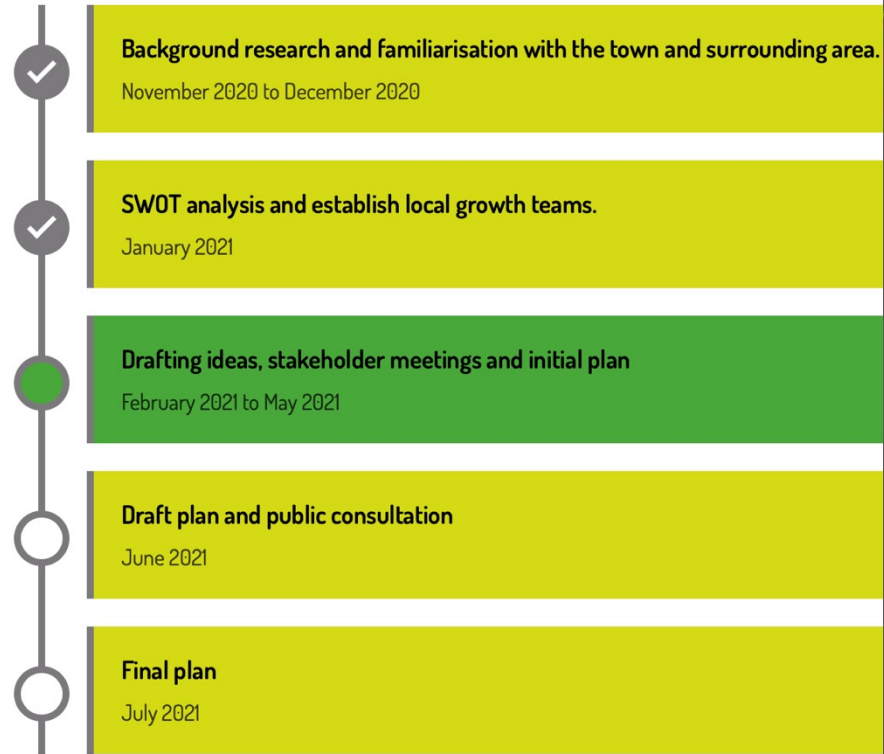 Background research and familiarisation with the town and surrounding area.
November 2020 to December 2020
SWOT analysis and establish local growth teams.
January 2021
Drafting ideas, stakeholder meetings and initial plan
February 2021 to May 2021
Draft plan and public consultation
June 2021
Final plan
July 2021